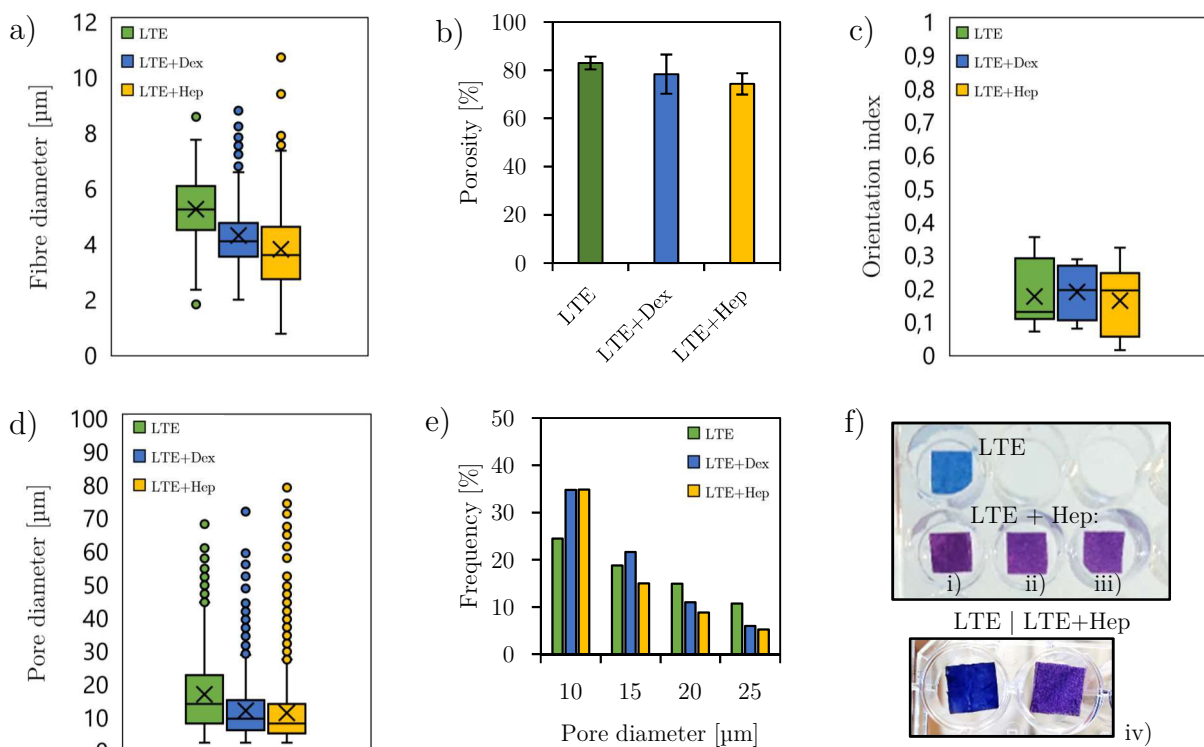 a)
Fibre diameter [µm]
12
10
8
6
4
2
0
LTE
LTE+Dex
LTE+Hep
b)
Porosity [%]
100
80
60
40
20
0
LTE
LTE+Dex
LTE+Hep
c)
Orientation index
1
0,9
0,8
0,7
0,6
0,5
0,4
0,3
0,2
0,1
0
LTE
LTE+Dex
LTE+Hep
d)
Pore diameter [µm]
100
90
80
70
60
50
40
30
20
10
LTE
LTE+Dex
LTE+Hep
e)
Frequency [%]
50
40
30
20
10
0
LTE
LTE+Dex
LTE+Hep
10 15 20 25
Pore diameter [µm]
f)
LTE
LTE + Hep:
i) ii) iii)
LTE | LTE+Hep
iv)